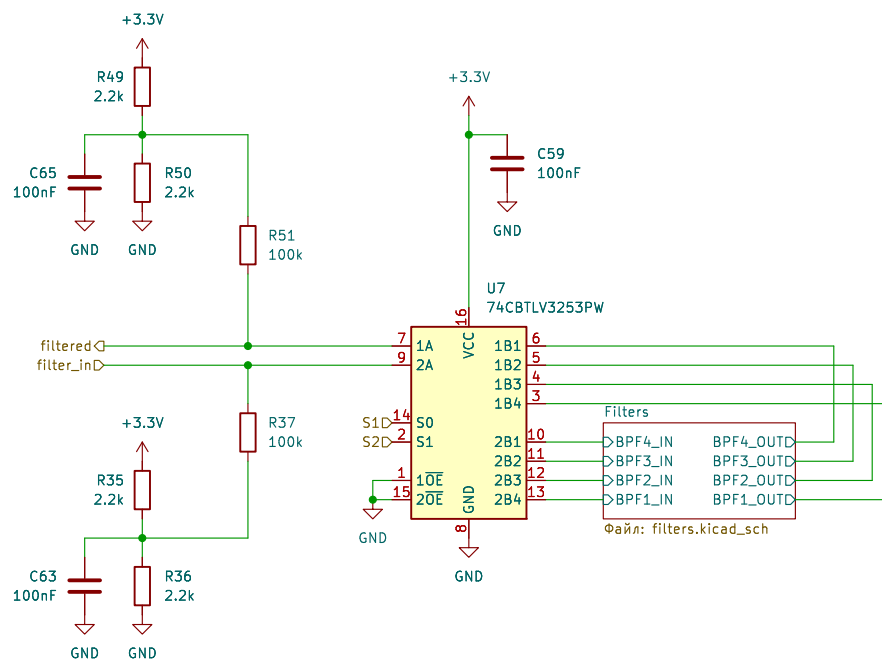 +3.3V
R49
2.2k
C65
100nF
R50
2.2k
GND
GND
R51
100k
+3.3V
C59
100nF
GND
U7
74CBTLV3253PW
filtered
filter_in
7
1A
9
2A
16
VCC
1B1
6
1B2
5
1B3
4
1B4
3
S1
14
S0
S2
2
S1
1
1OE
15
2OE
GND
8
GND
GND
2B1
10
2B2
11
2B3
12
2B4
13
Filters
BPF4_IN
BPF4_OUT
BPF3_IN
BPF3_OUT
BPF2_IN
BPF2_OUT
BPF1_IN
BPF1_OUT
Файл: filters.kicad_sch
R37
100k
+3.3V
R35
2.2k
C63
100nF
R36
2.2k
GND
GND